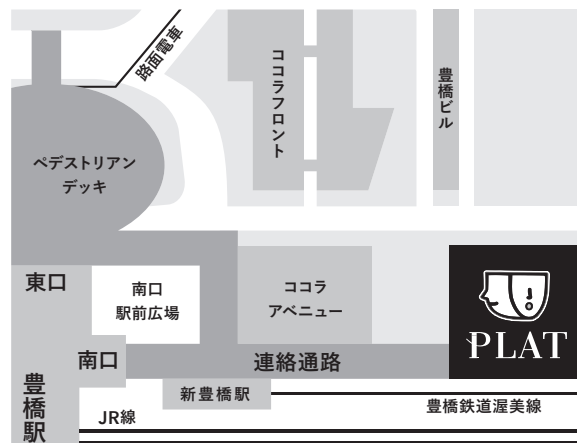 路面電車
ココラフロント
豊橋ビル
ペデストリアン
デッキ
東口
南口
駅前広場
ココラ
アベニュー
PLAT
南口
連絡通路
豊橋駅
新豊橋駅
豊橋鉄道渥美線
JR線